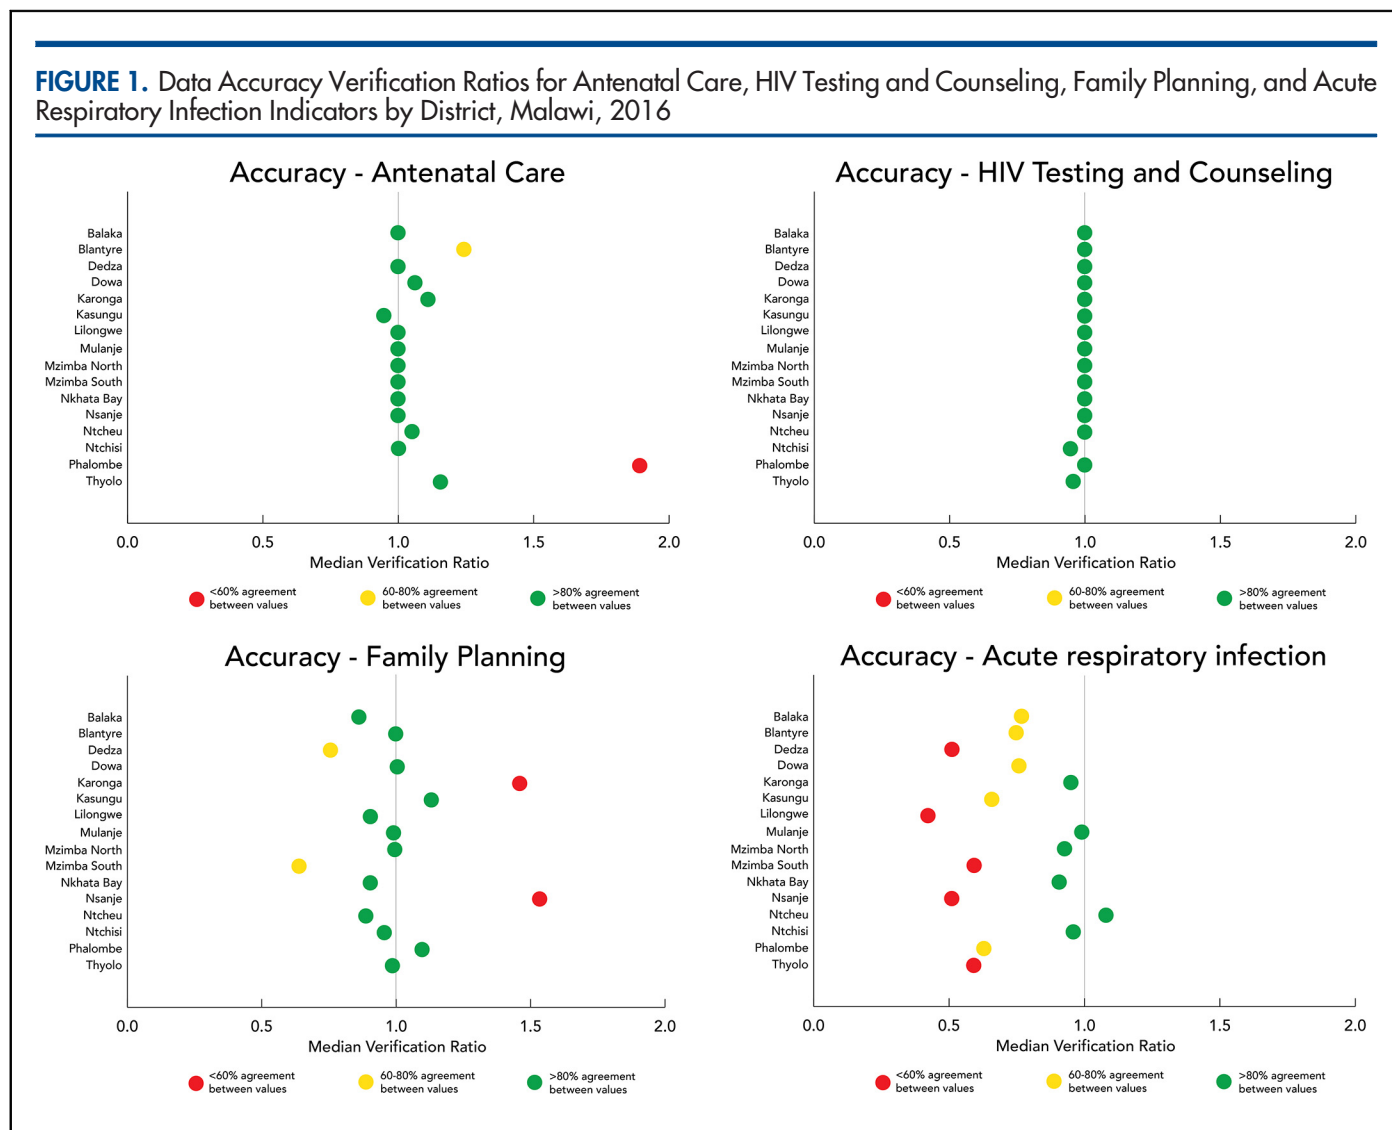 FIGURE 1. Data Accuracy Verification Ratios for Antenatal Care, HIV Testing and Counseling, Family Planning, and Acute
Respiratory Infection Indicators by District, Malawi, 2016
Accuracy - Antenatal Care
Balaka
Blantyre
Dedza
Dowa
Karonga
Kasungu
Lilongwe
Mulanje
Mzimba North
Mzimba South
Nkhata Bay
Nsanje
Ntcheu
Ntchisi
Phalombe
Thyolo
0.0 0.5 1.0 1.5 2.0
Median Verification Ratio
<60% agreement
between values
60-80% agreement
between values
>80% agreement
between values
Accuracy - HIV Testing and Counseling
Balaka
Blantyre
Dedza
Dowa
Karonga
Kasungu
Lilongwe
Mulanje
Mzimba North
Mzimba South
Nkhata Bay
Nsanje
Ntcheu
Ntchisi
Phalombe
Thyolo
0.0 0.5 1.0 1.5 2.0
Median Verification Ratio
<60% agreement
between values
60-80% agreement
between values
>80% agreement
between values
Accuracy - Family Planning
Balaka
Blantyre
Dedza
Dowa
Karonga
Kasungu
Lilongwe
Mulanje
Mzimba North
Mzimba South
Nkhata Bay
Nsanje
Ntcheu
Ntchisi
Phalombe
Thyolo
0.0 0.5 1.0 1.5 2.0
Median Verification Ratio
<60% agreement
between values
60-80% agreement
between values
>80% agreement
between values
Accuracy - Acute respiratory infection
Balaka
Blantyre
Dedza
Dowa
Karonga
Kasungu
Lilongwe
Mulanje
Mzimba North
Mzimba South
Nkhata Bay
Nsanje
Ntcheu
Ntchisi
Phalombe
Thyolo
0.0 0.5 1.0 1.5 2.0
Median Verification Ratio
<60% agreement
between values
60-80% agreement
between values
>80% agreement
between values